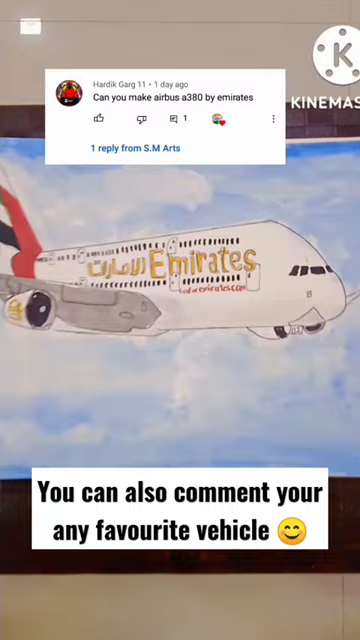 Hardik Garg 11 • 1 day ago
Can you make airbus a380 by emirates
1
1 reply from S.M Arts
K
KINEMAS
الإمارات Emirates
You can also comment your
any favourite vehicle 😊